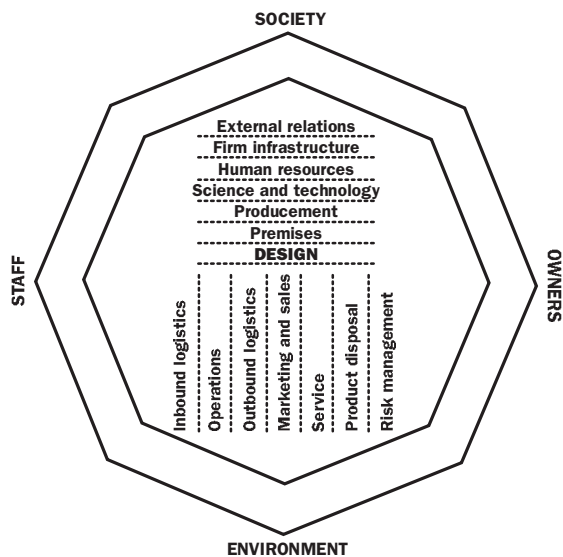 SOCIETY
External relations
Firm infrastructure
Human resources
Science and technology
Producement
Premises
DESIGN
STAFF
OWNERS
Inbound logistics
Operations
Outbound logistics
Marketing and sales
Service
Product disposal
Risk management
ENVIRONMENT